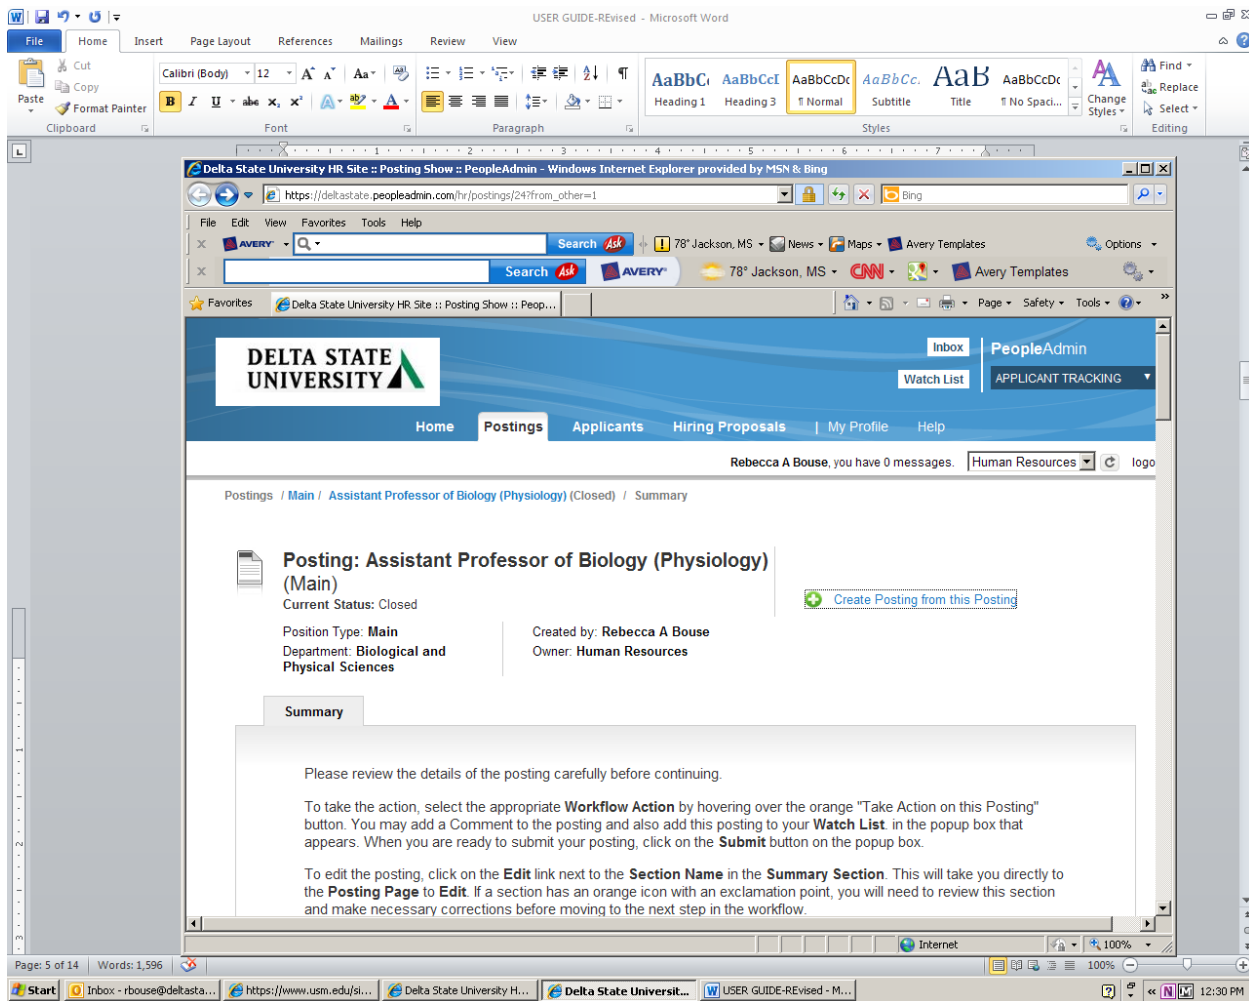 USER GUIDE-REvised - Microsoft Word
File Home Insert Page Layout References Mailings Review View
Paste Cut Copy Format Painter
Calibri (Body) 12
AaBbCc AaBbCcI AaBbCcDc AaBbCc. AaB AaBbCcDc
Heading 1 Heading 3 ¶ Normal Subtitle Title ¶ No Spaci...
Change Styles
Find Replace Select
Clipboard Font Paragraph Styles Editing
1 2 3 4 5 6 7
Delta State University HR Site :: Posting Show :: PeopleAdmin - Windows Internet Explorer provided by MSN & Bing
https://deltastate.peopleadmin.com/hr/postings/24?from_other=1
Bing
File Edit View Favorites Tools Help
X AVERY Search Ask 78° Jackson, MS News Maps Avery Templates Options
X Search Ask AVERY 78° Jackson, MS CNN Avery Templates
Favorites Delta State University HR Site :: Posting Show :: Peop... Page Safety Tools
DELTA STATE
UNIVERSITY
Inbox PeopleAdmin
Watch List APPLICANT TRACKING
Home Postings Applicants Hiring Proposals | My Profile Help
Rebecca A Bouse, you have 0 messages. Human Resources logo
Postings / Main / Assistant Professor of Biology (Physiology) (Closed) / Summary
Posting: Assistant Professor of Biology (Physiology)
(Main)
Current Status: Closed
Create Posting from this Posting
Position Type: Main Created by: Rebecca A Bouse
Department: Biological and Owner: Human Resources
Physical Sciences
Summary
Please review the details of the posting carefully before continuing.
To take the action, select the appropriate Workflow Action by hovering over the orange "Take Action on this Posting"
button. You may add a Comment to the posting and also add this posting to your Watch List. in the popup box that
appears. When you are ready to submit your posting, click on the Submit button on the popup box.
To edit the posting, click on the Edit link next to the Section Name in the Summary Section. This will take you directly to
the Posting Page to Edit. If a section has an orange icon with an exclamation point, you will need to review this section
and make necessary corrections before moving to the next step in the workflow.
Internet 100%
Page: 5 of 14 Words: 1,596 100%
Start Inbox - rbouse@deltasta... https://www.usm.edu/si... Delta State University H... Delta State Universit... USER GUIDE-REvised - M... 12:30 PM